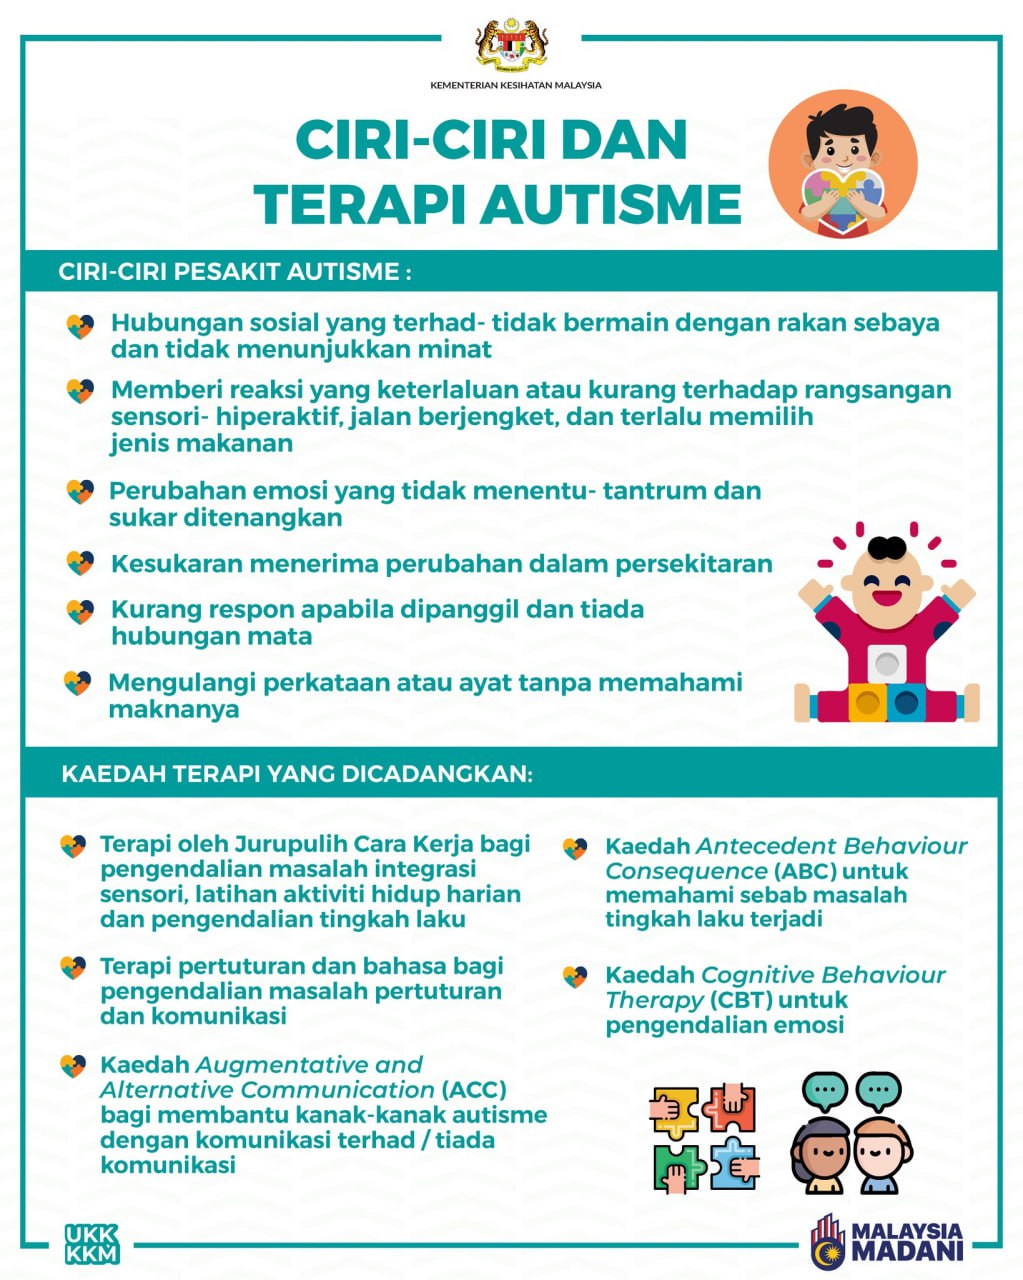 KEMENTERIAN KESIHATAN MALAYSIA
CIRI-CIRI DAN
TERAPI AUTISME
CIRI-CIRI PESAKIT AUTISME :
Hubungan sosial yang terhad- tidak bermain dengan rakan sebaya
dan tidak menunjukkan minat
Memberi reaksi yang keterlaluan atau kurang terhadap rangsangan
sensori- hiperaktif, jalan berjengket, dan terlalu memilih
jenis makanan
Perubahan emosi yang tidak menentu- tantrum dan
sukar ditenangkan
Kesukaran menerima perubahan dalam persekitaran
Kurang respon apabila dipanggil dan tiada
hubungan mata
Mengulangi perkataan atau ayat tanpa memahami
maknanya
KAEDAH TERAPI YANG DICADANGKAN:
Terapi oleh Jurupulih Cara Kerja bagi
pengendalian masalah integrasi
sensori, latihan aktiviti hidup harian
dan pengendalian tingkah laku
Terapi pertuturan dan bahasa bagi
pengendalian masalah pertuturan
dan komunikasi
Kaedah Augmentative and
Alternative Communication (ACC)
bagi membantu kanak-kanak autisme
dengan komunikasi terhad / tiada
komunikasi
Kaedah Antecedent Behaviour
Consequence (ABC) untuk
memahami sebab masalah
tingkah laku terjadi
Kaedah Cognitive Behaviour
Therapy (CBT) untuk
pengendalian emosi
UKK
KKM
MALAYSIA
MADANI